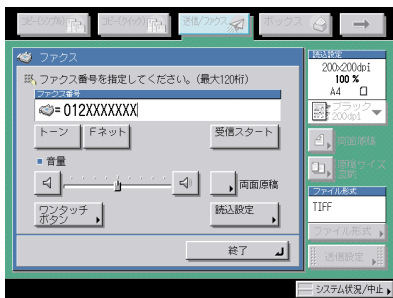 コピー(シンプル)
コピー(クイック)
送信/ファクス
ボックス
ファクス
ファクス番号を指定してください。(最大120桁)
ファクス番号
= 012XXXXXXX
トーン
Fネット
受信スタート
音量
両面原稿
ワンタッチ
ボタン
読込設定
終了
読込設定
200x200dpi
100 %
A4
ブラック
200dpi
両面原稿
原稿サイズ
混載
ファイル形式
TIFF
ファイル形式
送信設定
システム状況/中止